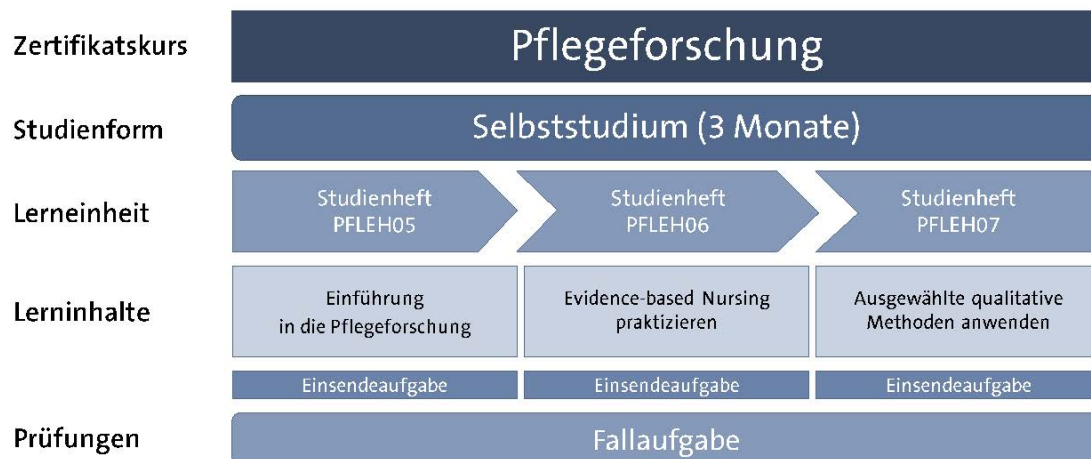 Zertifikatskurs
Pflegeforschung
Studienform
Selbststudium (3 Monate)
Lerneinheit
Studienheft
PFLEH05
Studienheft
PFLEH06
Studienheft
PFLEH07
Lerninhalte
Einführung
in die Pflegeforschung
Evidence-based Nursing
praktizieren
Ausgewählte qualitative
Methoden anwenden
Einsendeaufgabe
Einsendeaufgabe
Einsendeaufgabe
Prüfungen
Fallaufgabe